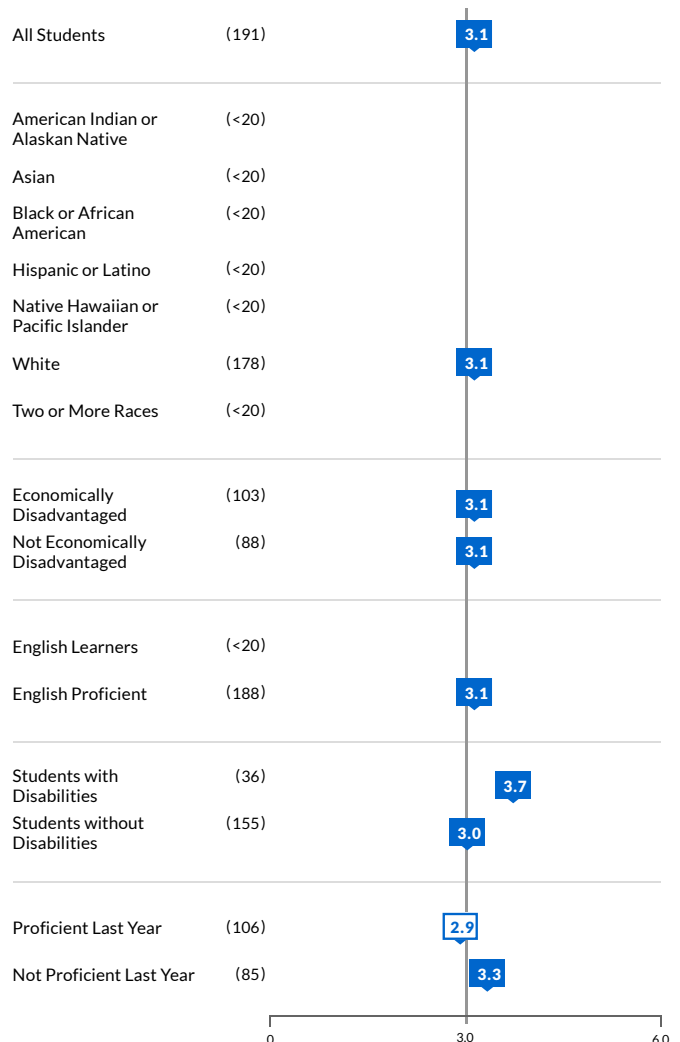 All Students (191) 3.1
American Indian or
Alaskan Native (<20)
Asian (<20)
Black or African
American (<20)
Hispanic or Latino (<20)
Native Hawaiian or
Pacific Islander (<20)
White (178) 3.1
Two or More Races (<20)
Economically
Disadvantaged (103) 3.1
Not Economically
Disadvantaged (88) 3.1
English Learners (<20)
English Proficient (188) 3.1
Students with
Disabilities (36) 3.7
Students without
Disabilities (155) 3.0
Proficient Last Year (106) 2.9
Not Proficient Last Year (85) 3.3
0 3.0 6.0